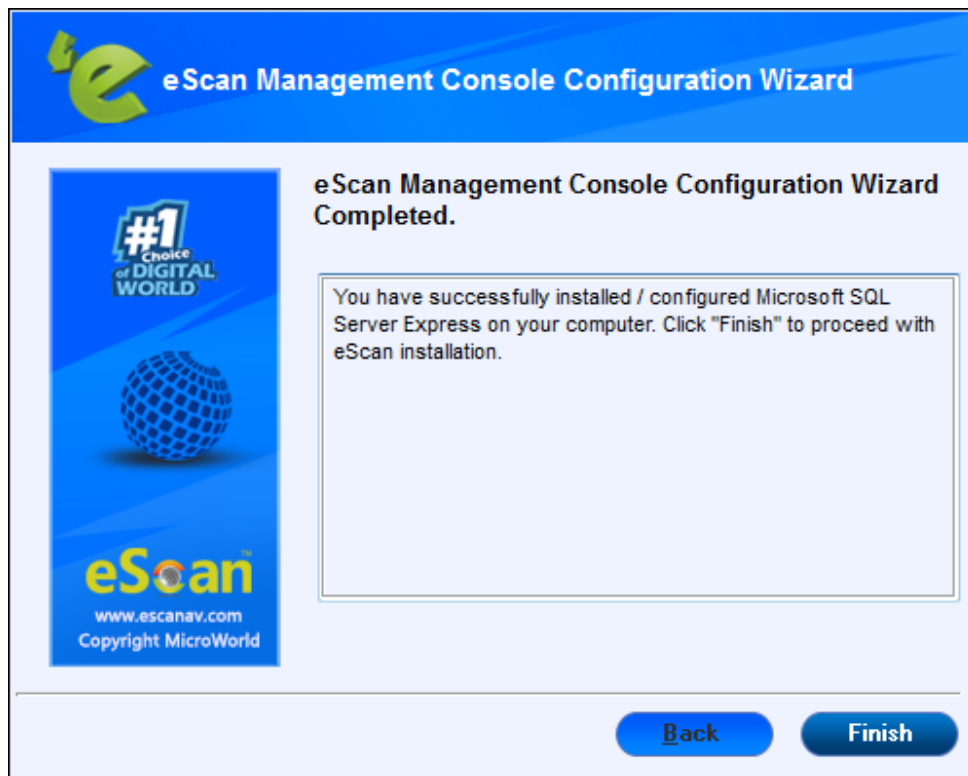 eScan Management Console Configuration Wizard
eScan Management Console Configuration Wizard
Completed.
#1
Choice
of DIGITAL
WORLD
You have successfully installed / configured Microsoft SQL
Server Express on your computer. Click "Finish" to proceed with
eScan installation.
eScan™
www.escanav.com
Copyright MicroWorld
Back
Finish